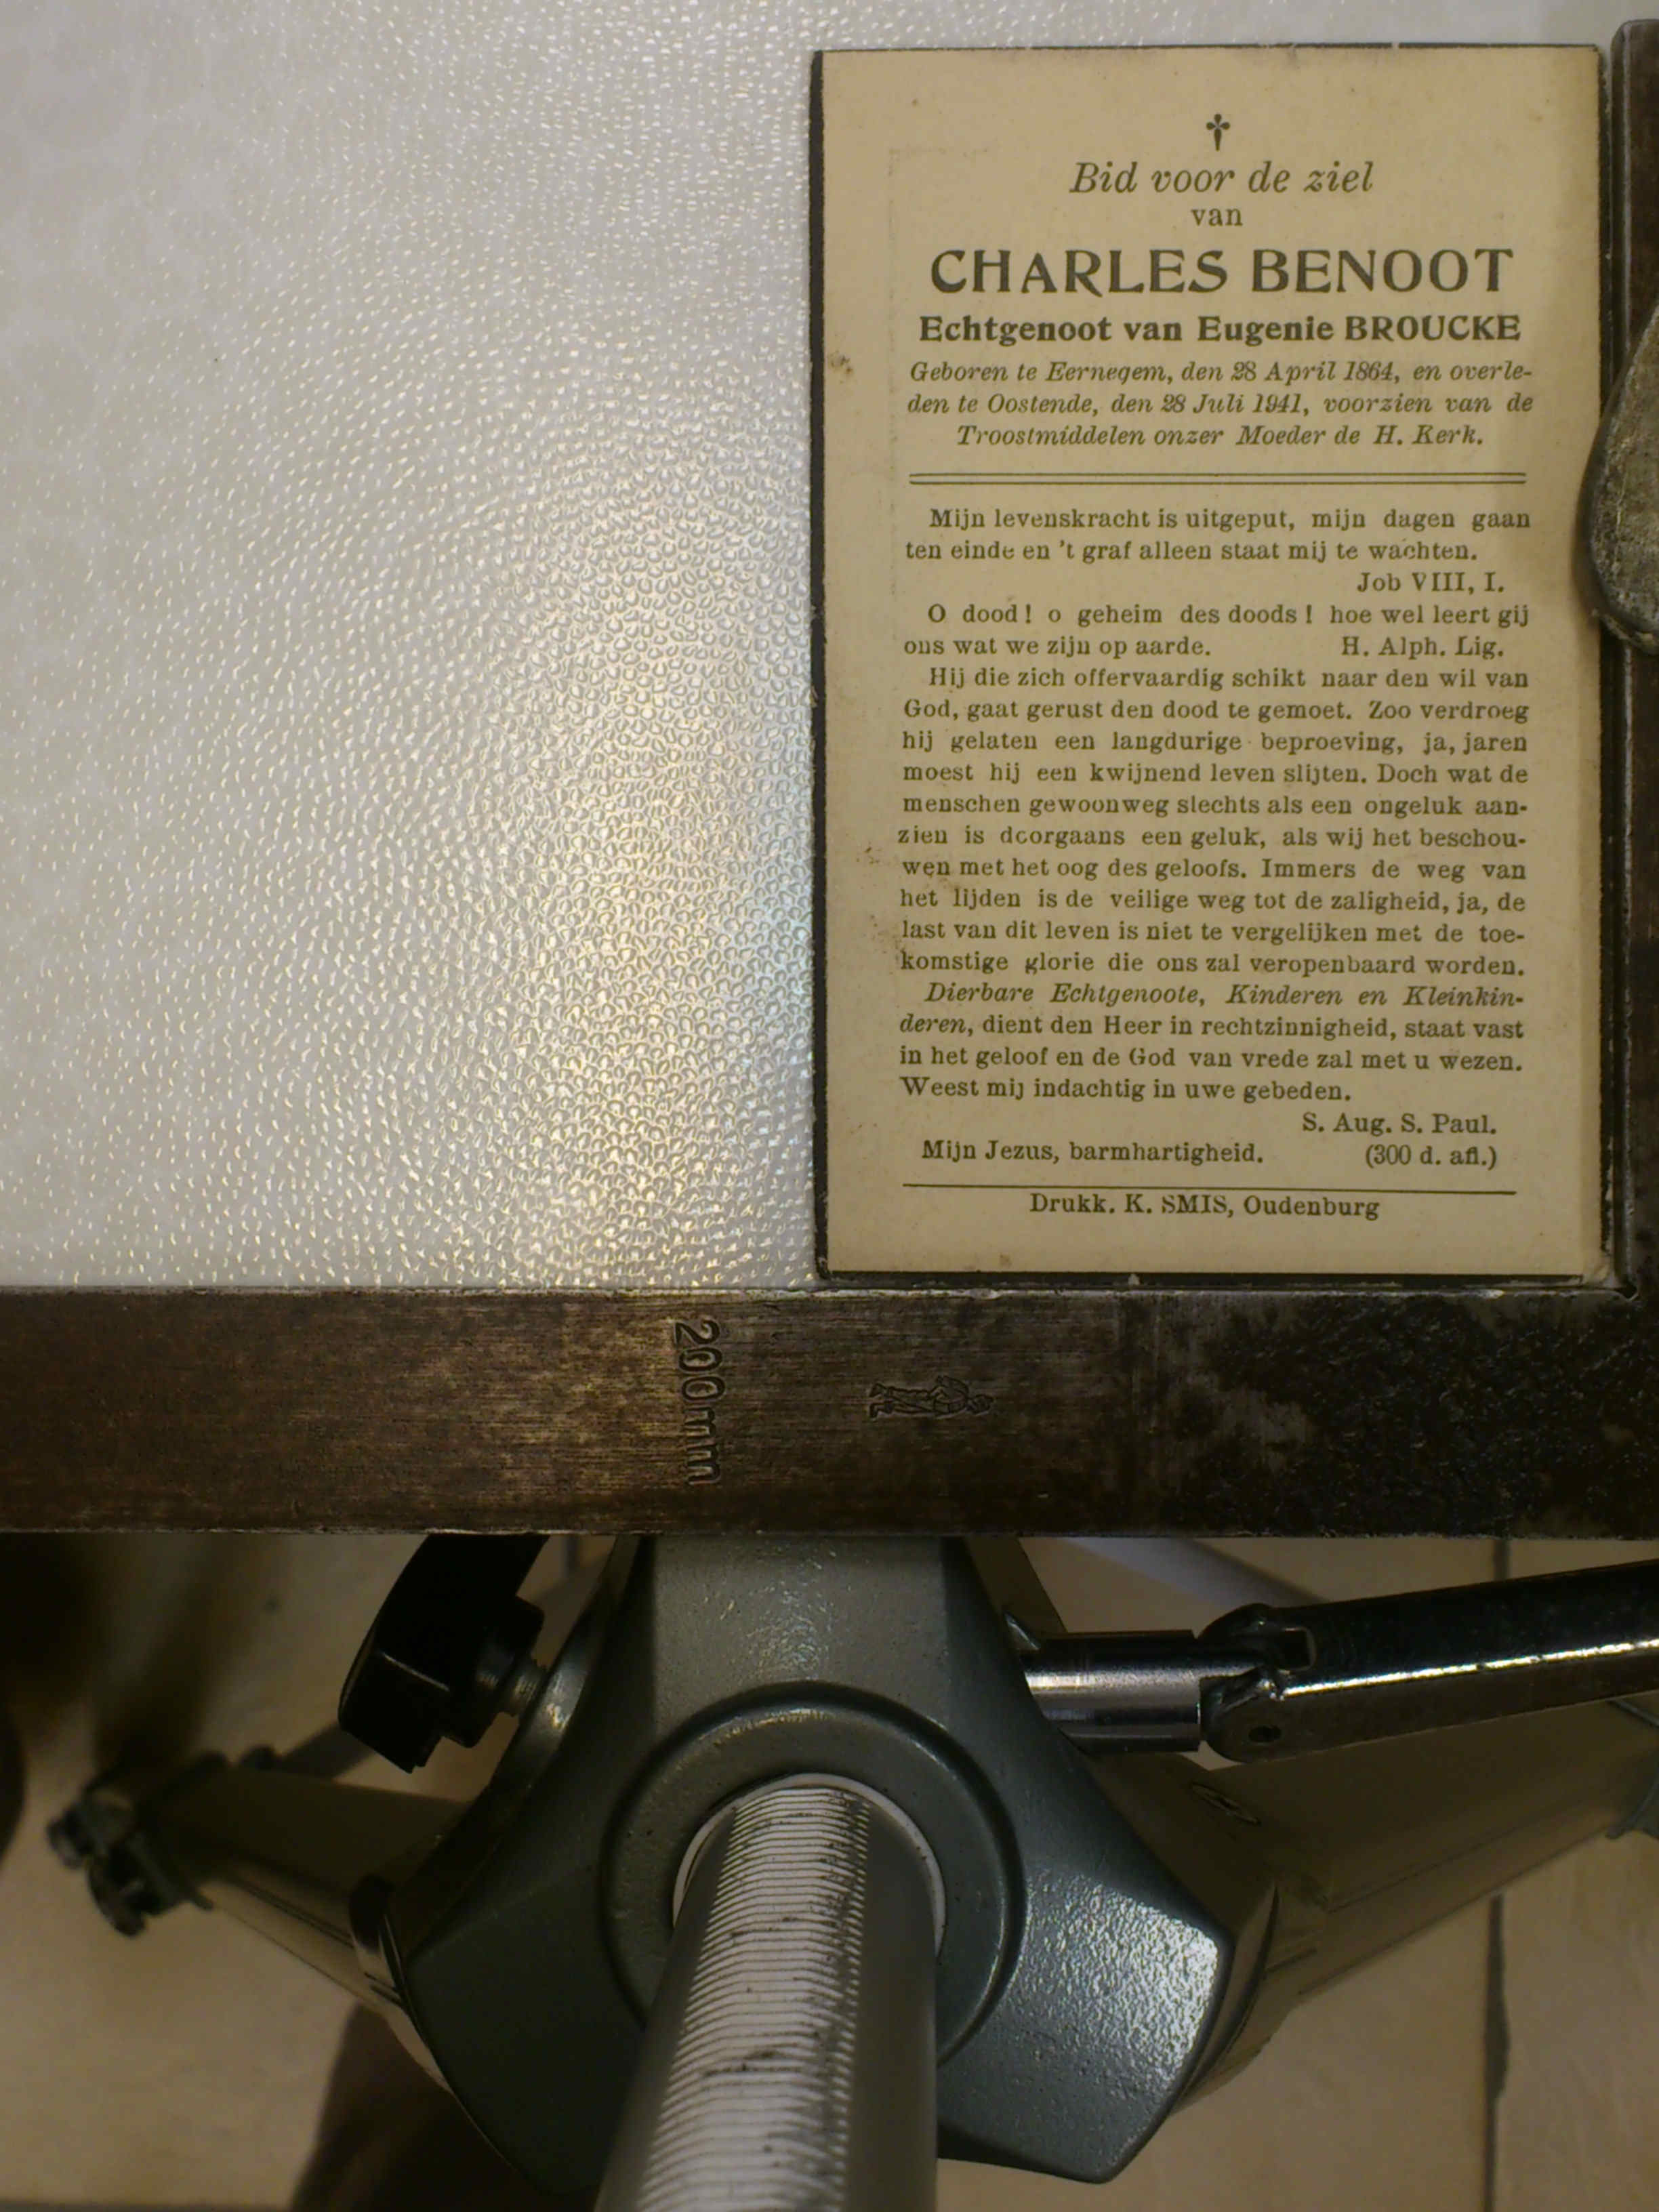 †
Bid voor de ziel
van
CHARLES BENOOT
Echtgenoot van Eugenie BROUCKE
Geboren te Eernegem, den 28 April 1864, en overle-
den te Oostende, den 28 Juli 1941, voorzien van de
Troostmiddelen onzer Moeder de H. Kerk.
Mijn levenskracht is uitgeput, mijn dagen gaan
ten einde en 't graf alleen staat mij te wachten.
Job VIII, I.
O dood! o geheim des doods! hoe wel leert gij
ons wat we zijn op aarde. H. Alph. Lig.
Hij die zich offervaardig schikt naar den wil van
God, gaat gerust den dood te gemoet. Zoo verdroeg
hij gelaten een langdurige beproeving, ja, jaren
moest hij een kwijnend leven slijten. Doch wat de
menschen gewoonweg slechts als een ongeluk aan-
zien is doorgaans een geluk, als wij het beschou-
wen met het oog des geloofs. Immers de weg van
het lijden is de veilige weg tot de zaligheid, ja, de
last van dit leven is niet te vergelijken met de toe-
komstige glorie die ons zal veropenbaard worden.
Dierbare Echtgenoote, Kinderen en Kleinkin-
deren, dient den Heer in rechtzinnigheid, staat vast
in het geloof en de God van vrede zal met u wezen.
Weest mij indachtig in uwe gebeden.
S. Aug. S. Paul.
Mijn Jezus, barmhartigheid. (300 d. afl.)
Drukk. K. SMIS, Oudenburg
200mm